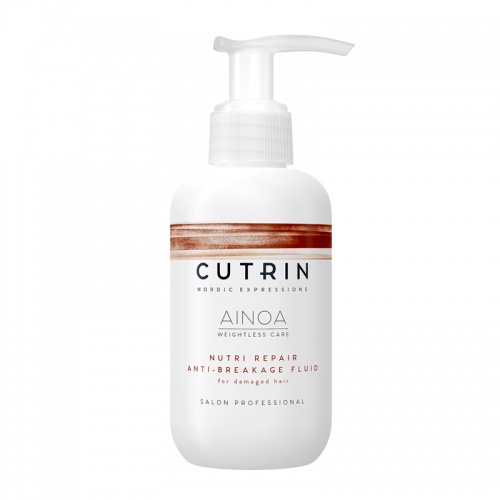 CUTRIN
NORDIC EXPRESSIONS
AINOA
WEIGHTLESS CARE
NUTRI REPAIR
ANTI-BREAKAGE FLUID
for damaged hair
SALON PROFESSIONAL